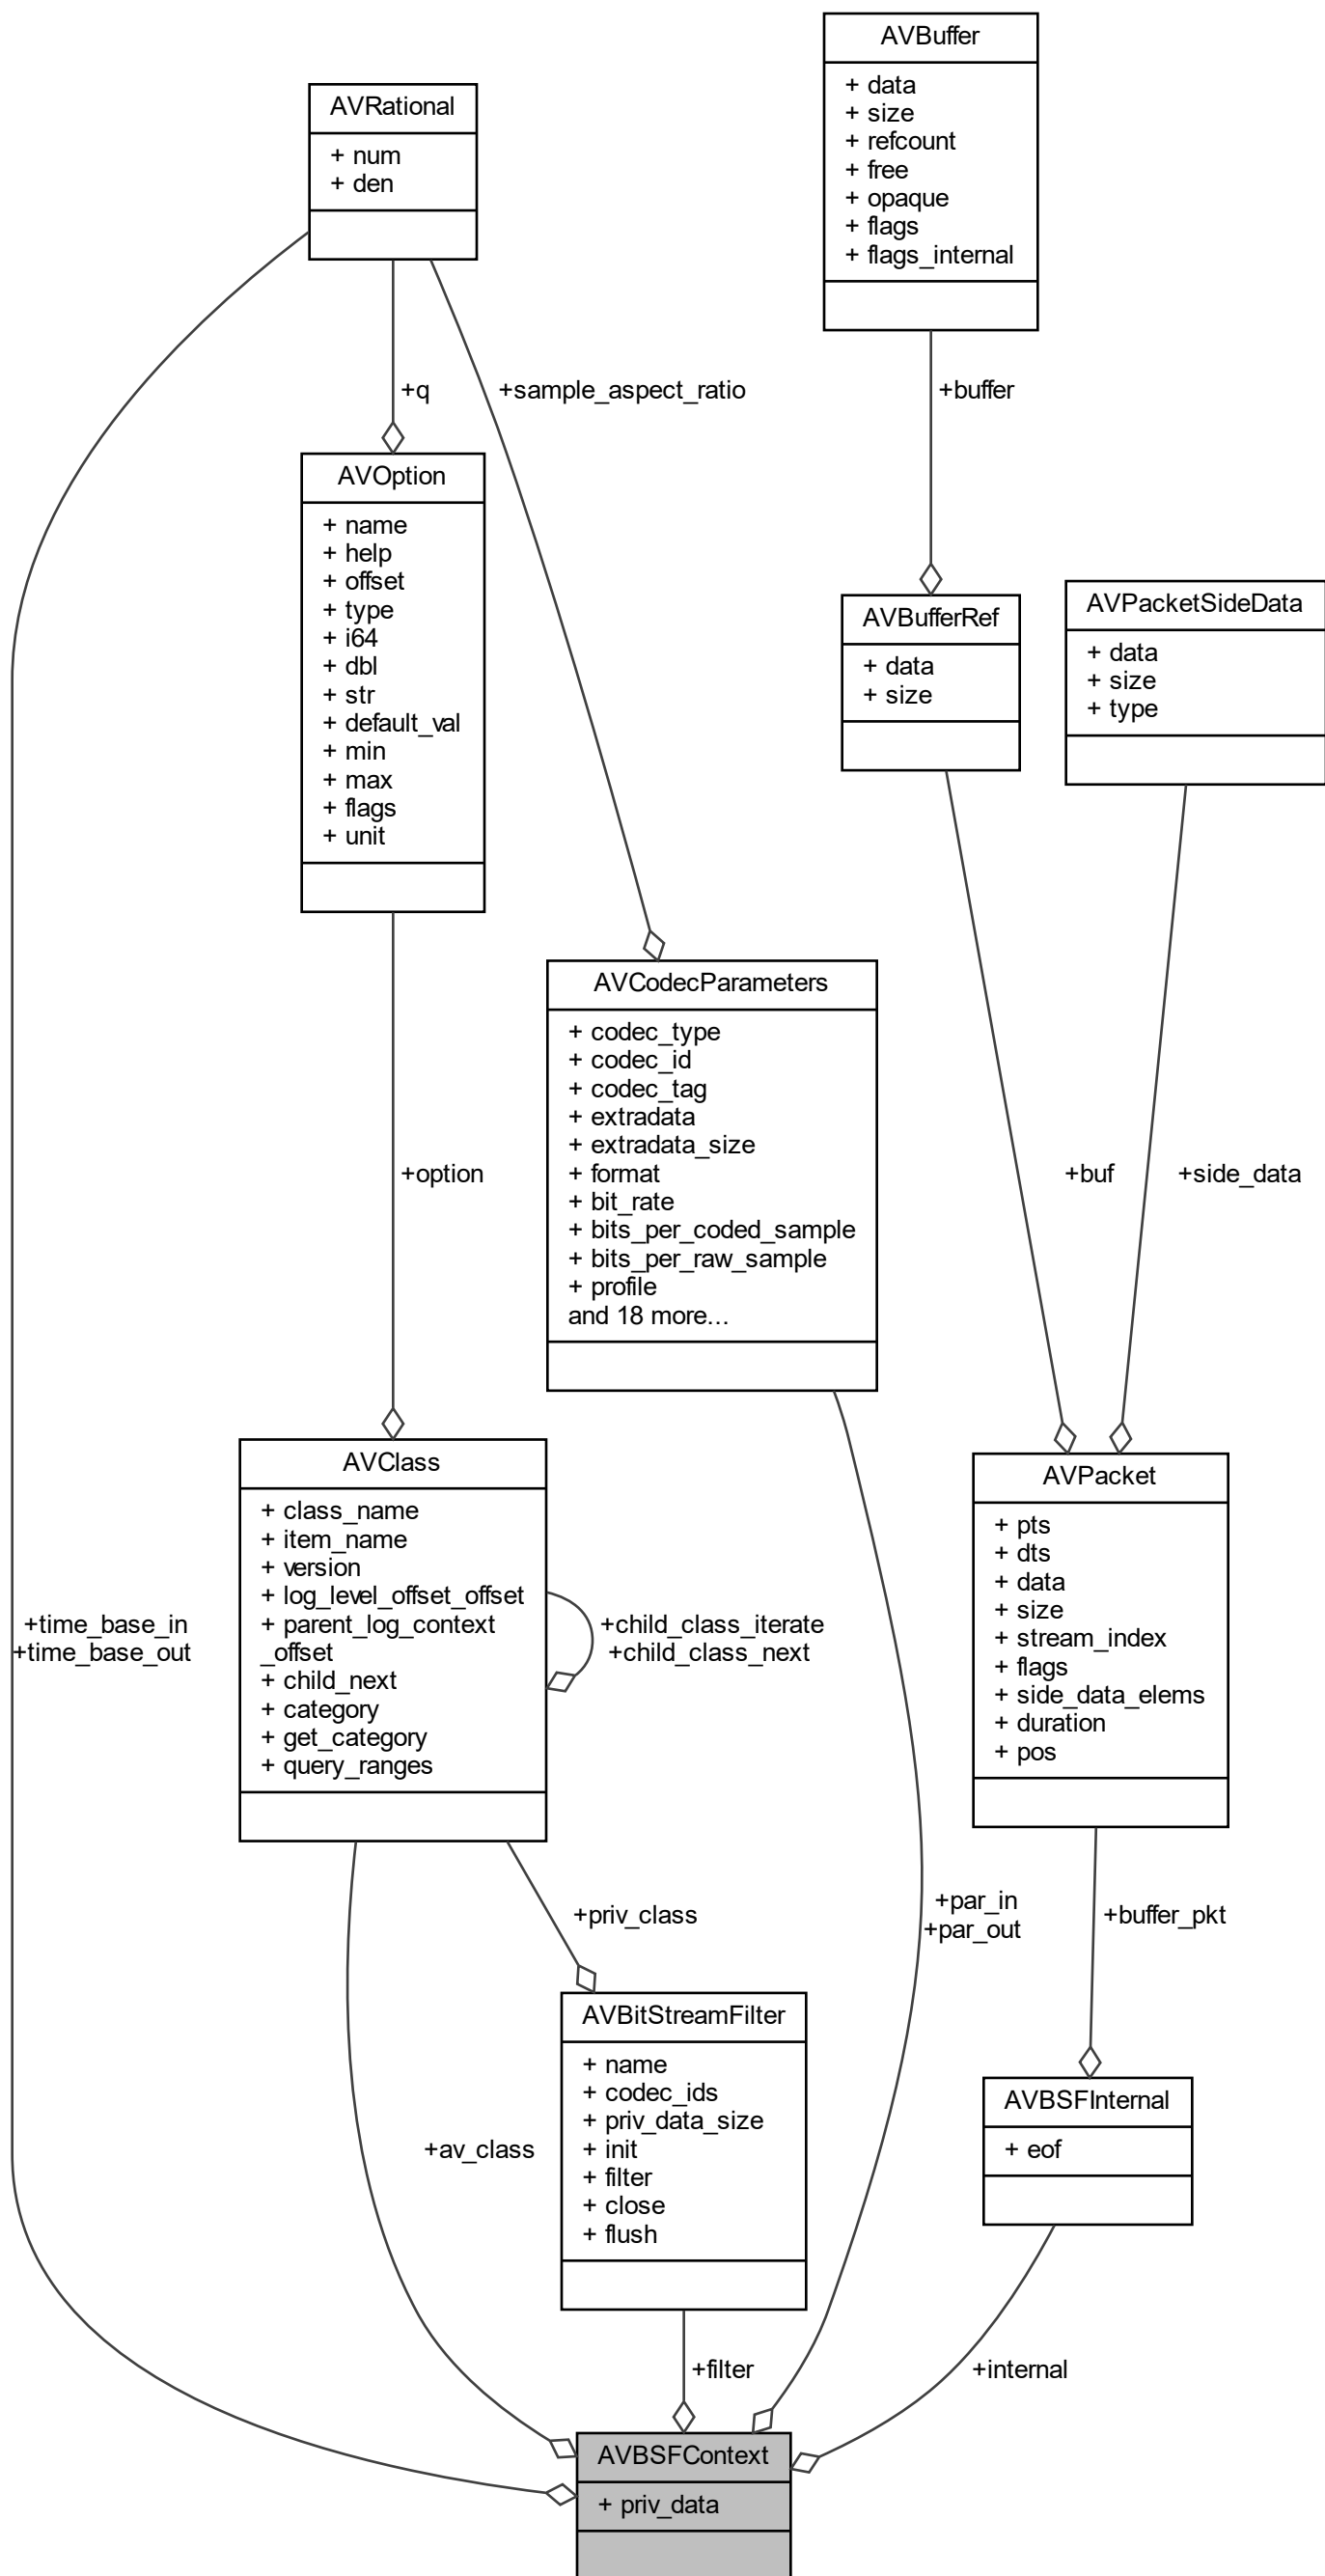 AVBuffer
+ data
+ size
+ refcount
+ free
+ opaque
+ flags
+ flags_internal
AVRational
+ num
+ den
+q
+sample_aspect_ratio
+buffer
AVOption
+ name
+ help
+ offset
+ type
+ i64
+ dbl
+ str
+ default_val
+ min
+ max
+ flags
+ unit
AVBufferRef
+ data
+ size
AVPacketSideData
+ data
+ size
+ type
AVCodecParameters
+ codec_type
+ codec_id
+ codec_tag
+ extradata
+ extradata_size
+ format
+ bit_rate
+ bits_per_coded_sample
+ bits_per_raw_sample
+ profile
and 18 more...
+option
+buf
+side_data
AVClass
+ class_name
+ item_name
+ version
+ log_level_offset_offset
+ parent_log_context
_offset
+ child_next
+ category
+ get_category
+ query_ranges
+child_class_iterate
+child_class_next
AVPacket
+ pts
+ dts
+ data
+ size
+ stream_index
+ flags
+ side_data_elems
+ duration
+ pos
+time_base_in
+time_base_out
+priv_class
+par_in
+par_out
+buffer_pkt
AVBitStreamFilter
+ name
+ codec_ids
+ priv_data_size
+ init
+ filter
+ close
+ flush
AVBSFInternal
+ eof
+av_class
+filter
+internal
AVBSFContext
+ priv_data